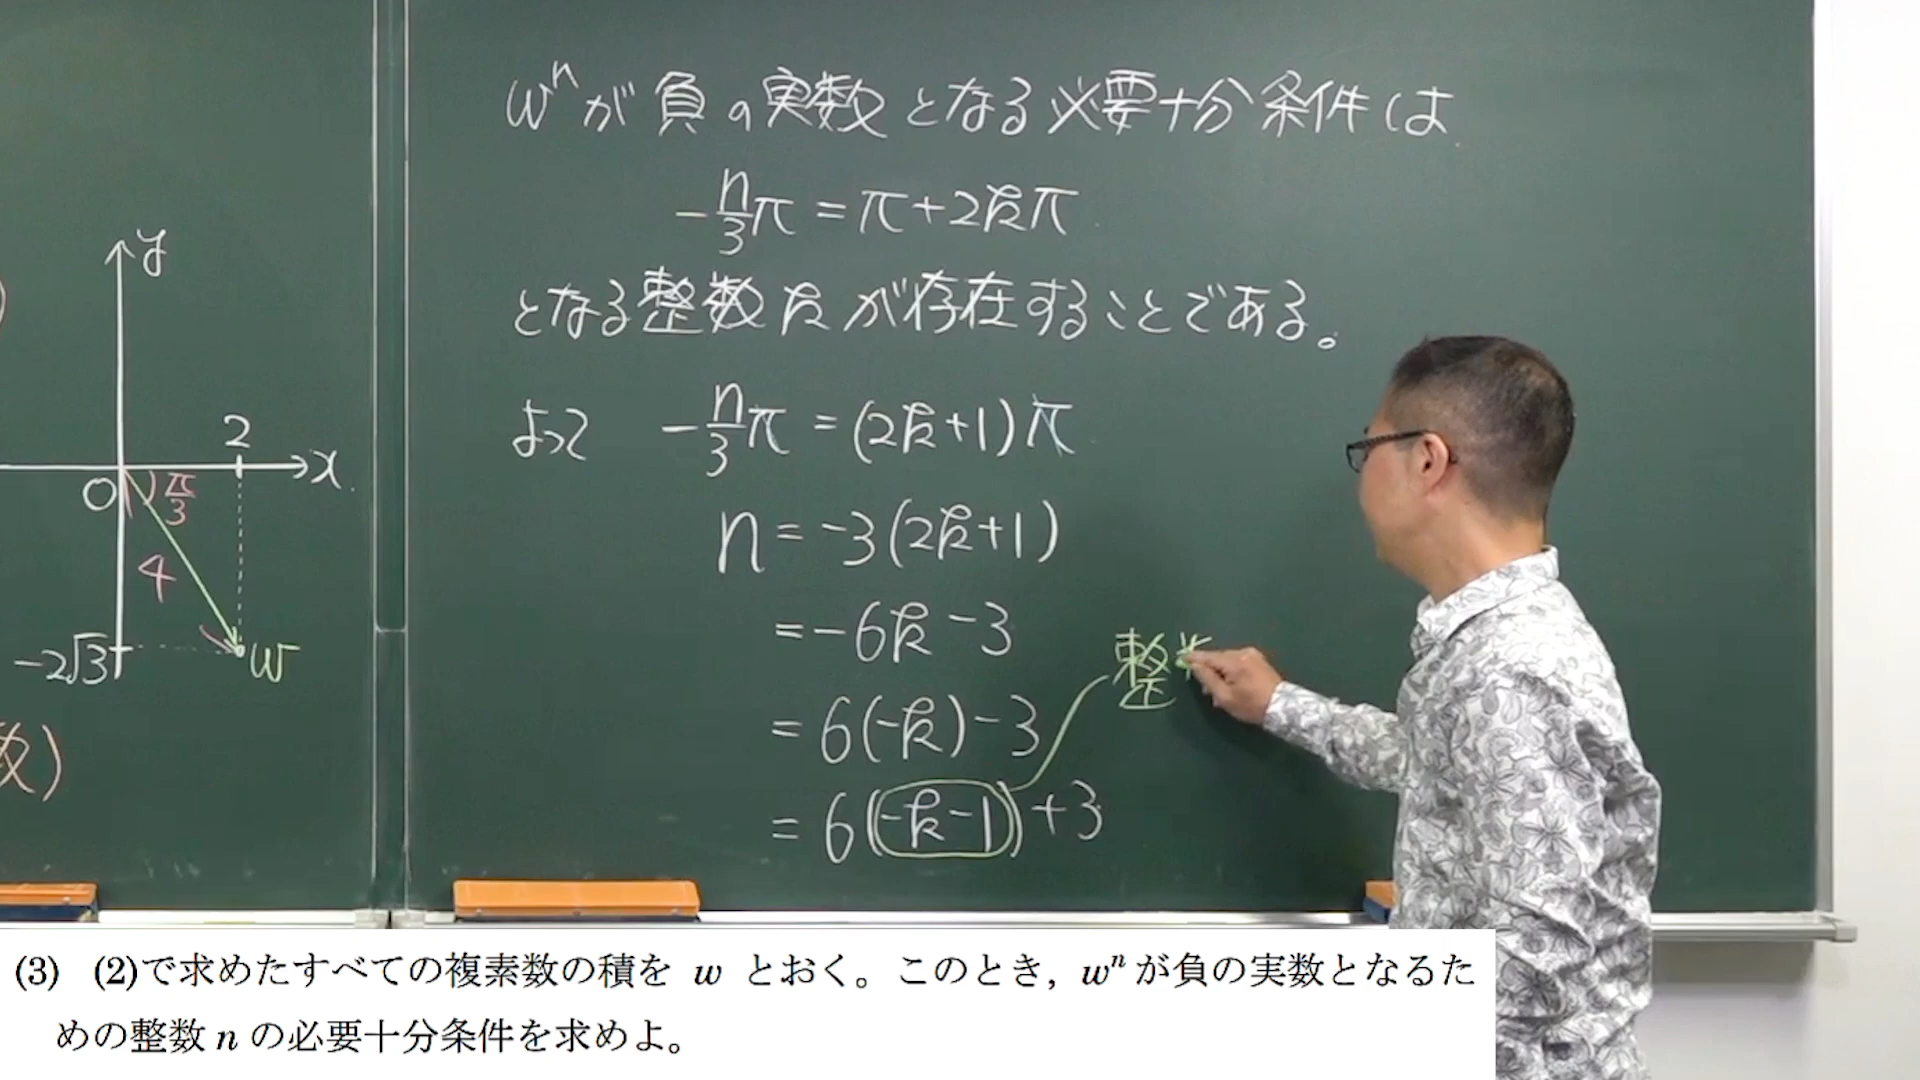 y
2
x
O
π/3
4
-2√3
w
数)
wⁿが負の実数となる必要十分条件は
-n/3π=π+2kπ
となる整数kが存在することである。
よって -n/3π=(2k+1)π
n=-3(2k+1)
=-6k-3
整
=6(-k)-3
=6(-k-1)+3
(3) (2)で求めたすべての複素数の積を w とおく。このとき, wⁿが負の実数となるた
めの整数 n の必要十分条件を求めよ。